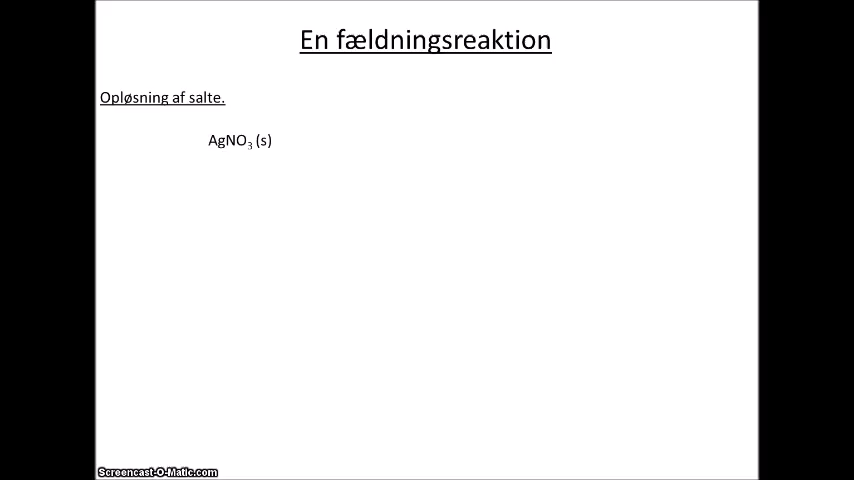 En fældningsreaktion
Opløsning af salte.
AgNO₃ (s)
Screencast-O-Matic.com